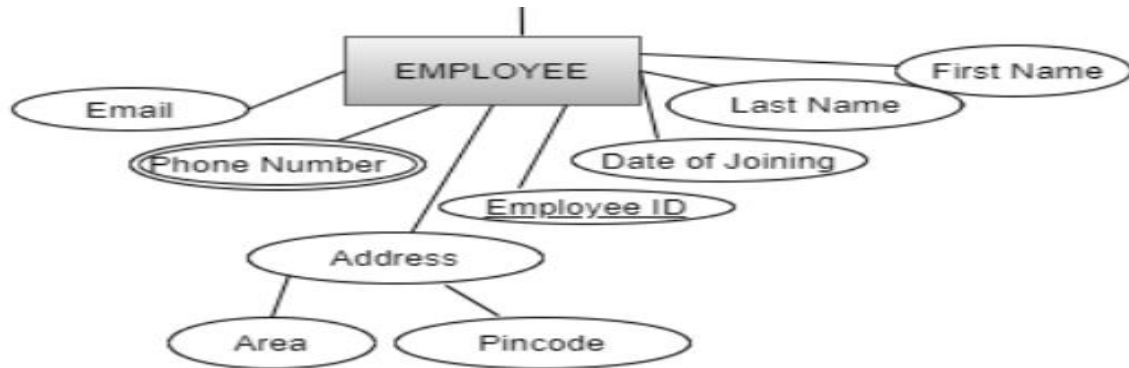 EMPLOYEE
First Name
Last Name
Email
Phone Number
Date of Joining
Employee ID
Address
Area
Pincode